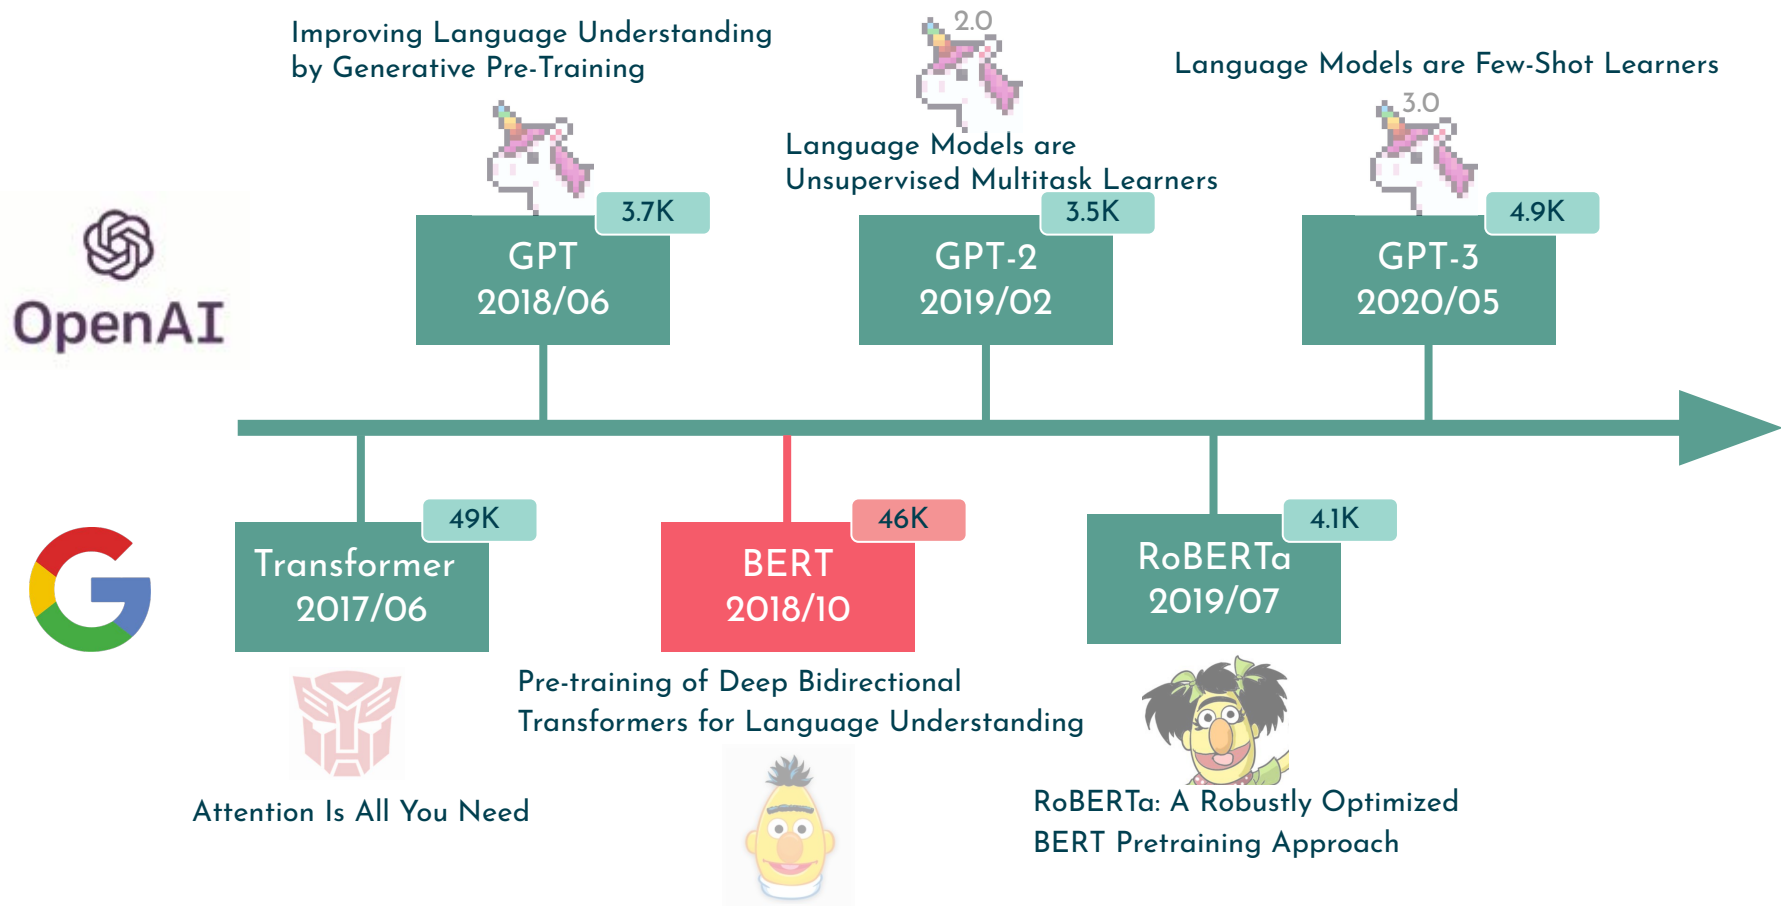 Improving Language Understanding
by Generative Pre-Training
2.0
Language Models are
Unsupervised Multitask Learners
Language Models are Few-Shot Learners
3.0
OpenAI
3.7K
GPT
2018/06
3.5K
GPT-2
2019/02
4.9K
GPT-3
2020/05
49K
Transformer
2017/06
46K
BERT
2018/10
4.1K
RoBERTa
2019/07
Attention Is All You Need
Pre-training of Deep Bidirectional
Transformers for Language Understanding
RoBERTa: A Robustly Optimized
BERT Pretraining Approach